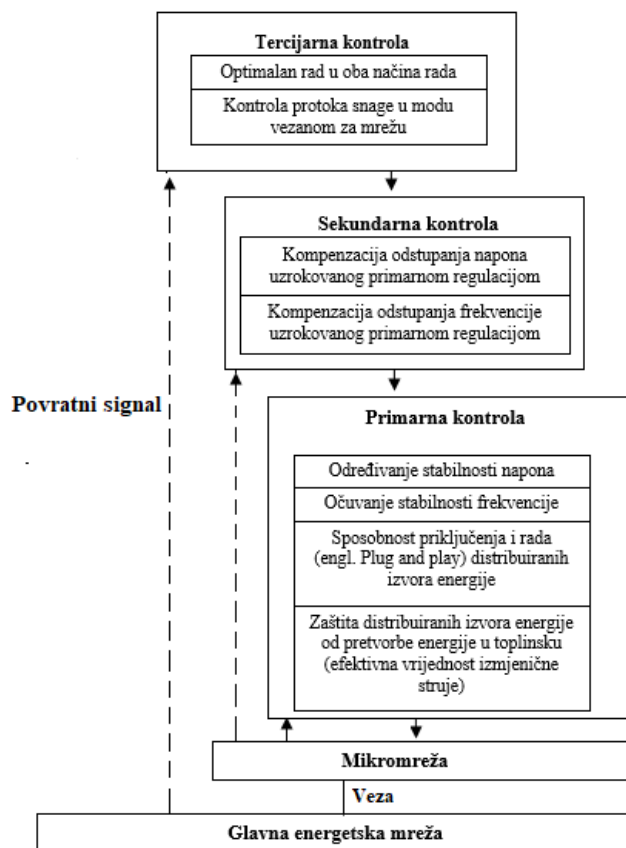 Tercijarna kontrola
Optimalan rad u oba načina rada
Kontrola protoka snage u modu
vezanom za mrežu
Sekundarna kontrola
Kompenzacija odstupanja napona
uzrokovanog primarnom regulacijom
Kompenzacija odstupanja frekvencije
uzrokovanog primarnom regulacijom
Povratni signal
Primarna kontrola
Određivanje stabilnosti napona
Očuvanje stabilnosti frekvencije
Sposobnost priključenja i rada
(engl. Plug and play) distribuiranih
izvora energije
Zaštita distribuiranih izvora energije
od pretvorbe energije u toplinsku
(efektivna vrijednost izmjenične
struje)
Mikromreža
Veza
Glavna energetska mreža